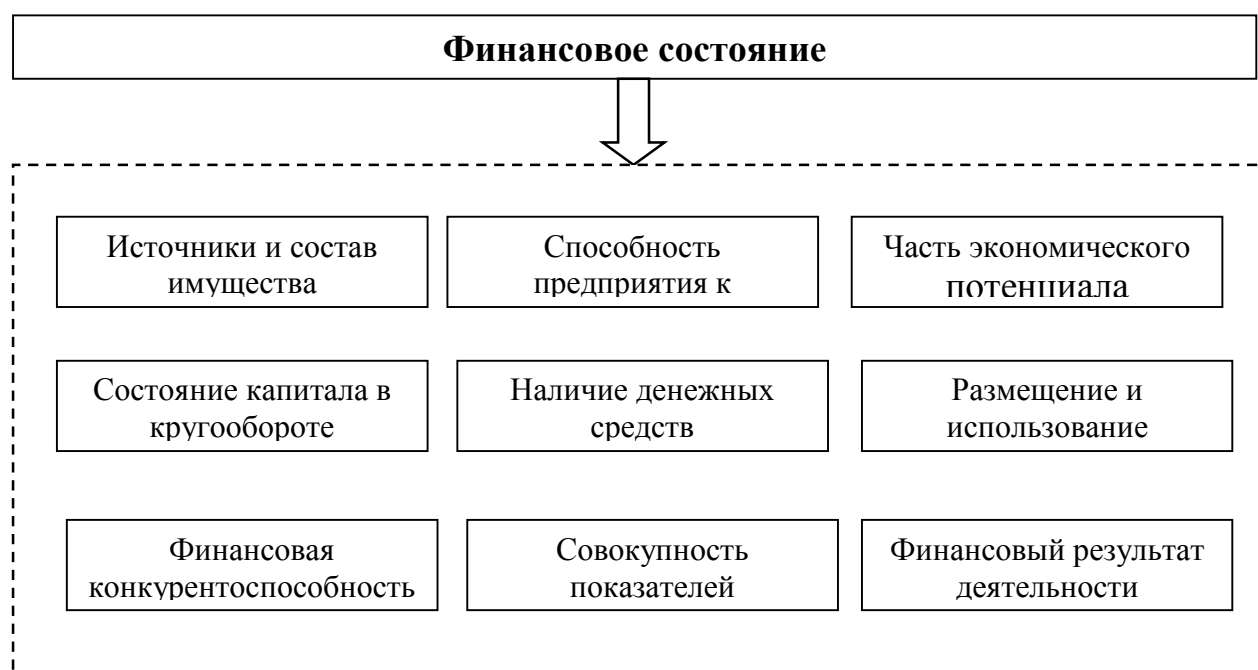 Финансовое состояние
Источники и состав
имущества
Способность
предприятия к
Часть экономического
потенциала
Состояние капитала в
кругообороте
Наличие денежных
средств
Размещение и
использование
Финансовая
конкурентоспособность
Совокупность
показателей
Финансовый результат
деятельности